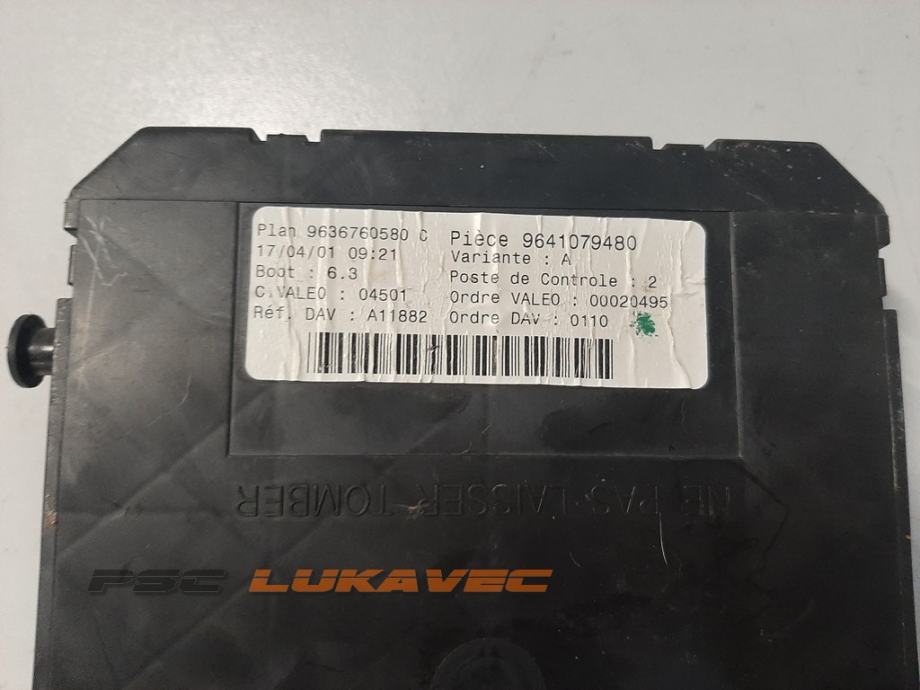 Plan 9636760580 C
17/04/01 09:21
Boot : 6.3
C.VALEO : 04501
Réf. DAV : A11882
Pièce 9641079480
Variante : A
Poste de Controle : 2
Ordre VALEO : 00020495
Ordre DAV : 0110
NE PAS LAISSER TOMBER
PSC LUKAVEC